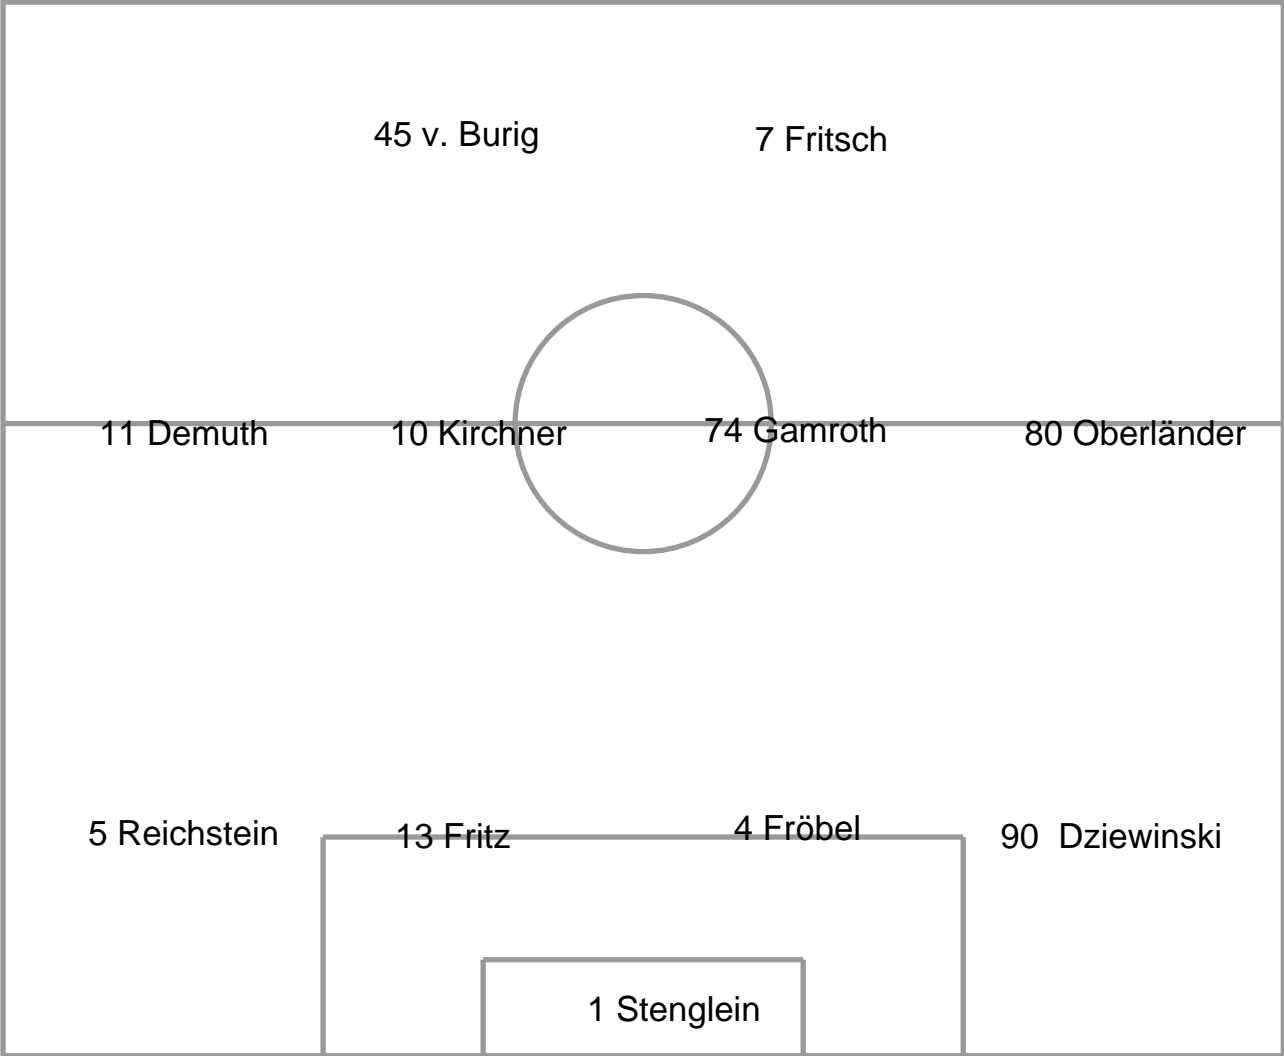 45 v. Burig
7 Fritsch
11 Demuth
10 Kirchner
74 Gamroth
80 Oberländer
5 Reichstein
13 Fritz
4 Fröbel
90  Dziewinski
1 Stenglein